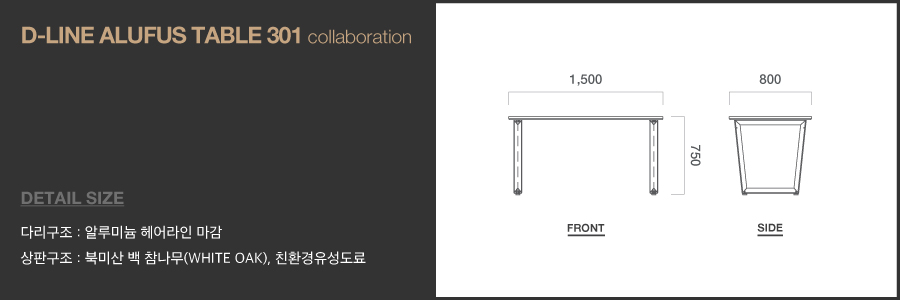 D-LINE ALUFUS TABLE 301 collaboration
DETAIL SIZE
다리구조 : 알루미늄 헤어라인 마감
상판구조 : 북미산 백 참나무(WHITE OAK), 친환경유성도료
1,500
800
750
FRONT
SIDE